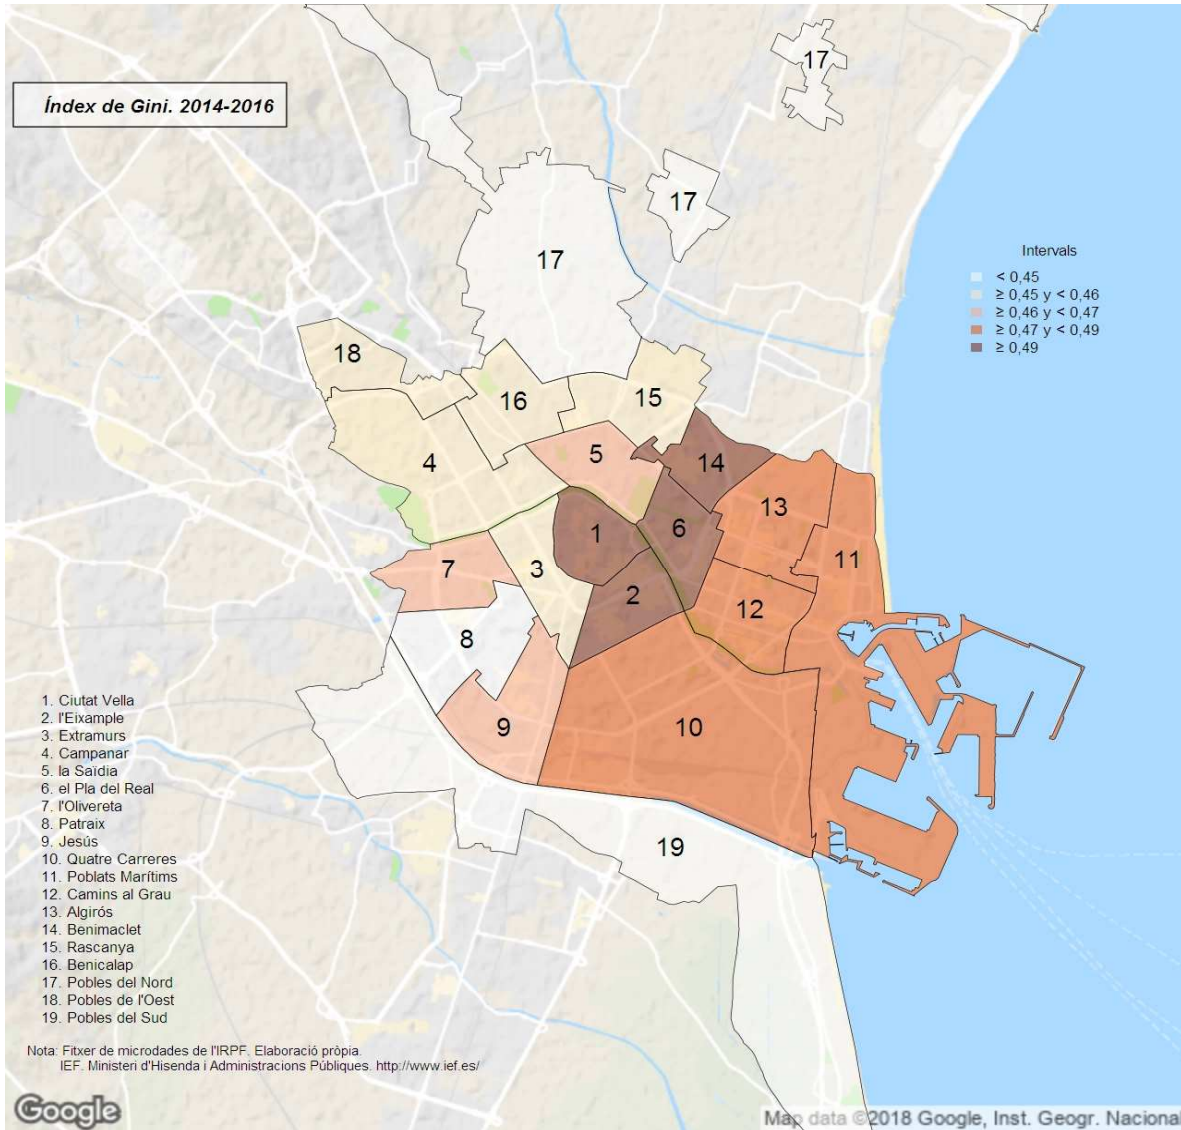 17
Índex de Gini. 2014-2016
17
17
Intervals
< 0,45
≥ 0,45 y < 0,46
≥ 0,46 y < 0,47
≥ 0,47 y < 0,49
≥ 0,49
18
16
15
4
5
14
13
1
6
11
7
3
2
12
8
9
10
19
1. Ciutat Vella
2. l'Eixample
3. Extramurs
4. Campanar
5. la Saïdia
6. el Pla del Real
7. l'Olivereta
8. Patraix
9. Jesús
10. Quatre Carreres
11. Poblats Marítims
12. Camins al Grau
13. Algirós
14. Benimaclet
15. Rascanya
16. Benicalap
17. Pobles del Nord
18. Pobles de l'Oest
19. Pobles del Sud
Nota: Fitxer de microdades de l'IRPF. Elaboració pròpia.
IEF. Ministeri d'Hisenda i Administracions Públiques. http://www.ief.es/
Google
Map data ©2018 Google, Inst. Geogr. Nacional